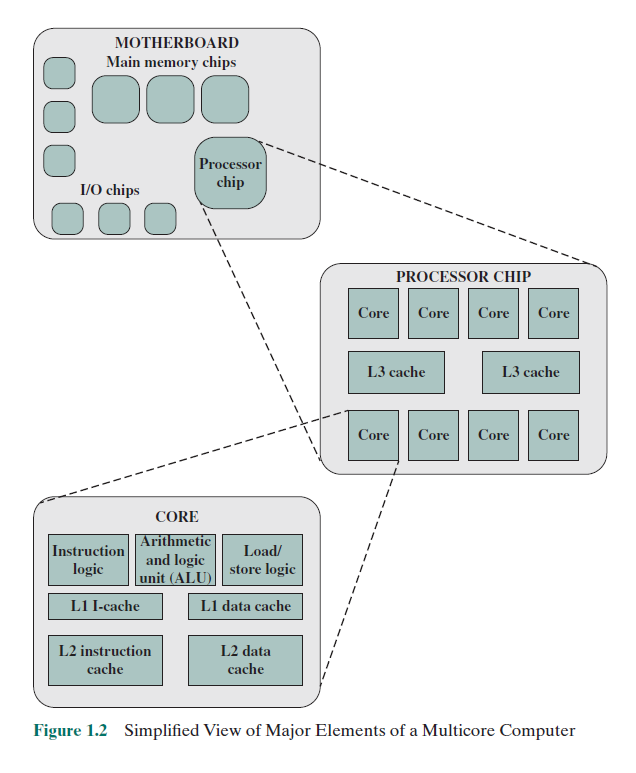 MOTHERBOARD
Main memory chips
Processor
chip
I/O chips
PROCESSOR CHIP
Core
Core
Core
Core
L3 cache
L3 cache
Core
Core
Core
Core
CORE
Instruction
logic
Arithmetic
and logic
unit (ALU)
Load/
store logic
L1 I-cache
L1 data cache
L2 instruction
cache
L2 data
cache
Figure 1.2 Simplified View of Major Elements of a Multicore Computer